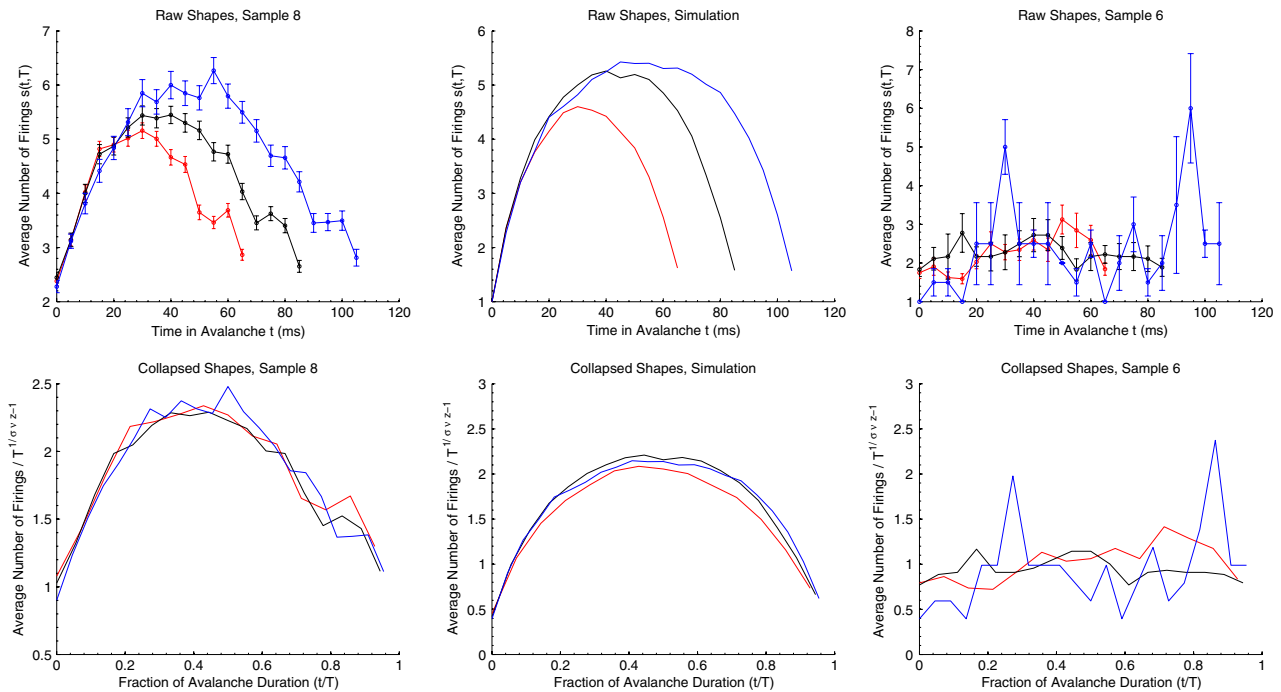 Raw Shapes, Sample 8
Average Number of Firings s(t,T)
7
6
5
4
3
2
0 20 40 60 80 100 120
Time in Avalanche t (ms)
Raw Shapes, Simulation
Average Number of Firings s(t,T)
6
5
4
3
2
1
0 20 40 60 80 100 120
Time in Avalanche t (ms)
Raw Shapes, Sample 6
Average Number of Firings s(t,T)
8
7
6
5
4
3
2
1
0 20 40 60 80 100 120
Time in Avalanche t (ms)
Collapsed Shapes, Sample 8
Average Number of Firings / T^1/σ ν z−1
2.5
2
1.5
1
0.5
0 0.2 0.4 0.6 0.8 1
Fraction of Avalanche Duration (t/T)
Collapsed Shapes, Simulation
Average Number of Firings / T^1/σ ν z−1
3
2.5
2
1.5
1
0.5
0
0 0.2 0.4 0.6 0.8 1
Fraction of Avalanche Duration (t/T)
Collapsed Shapes, Sample 6
Average Number of Firings / T^1/σ ν z−1
3
2.5
2
1.5
1
0.5
0
0 0.2 0.4 0.6 0.8 1
Fraction of Avalanche Duration (t/T)